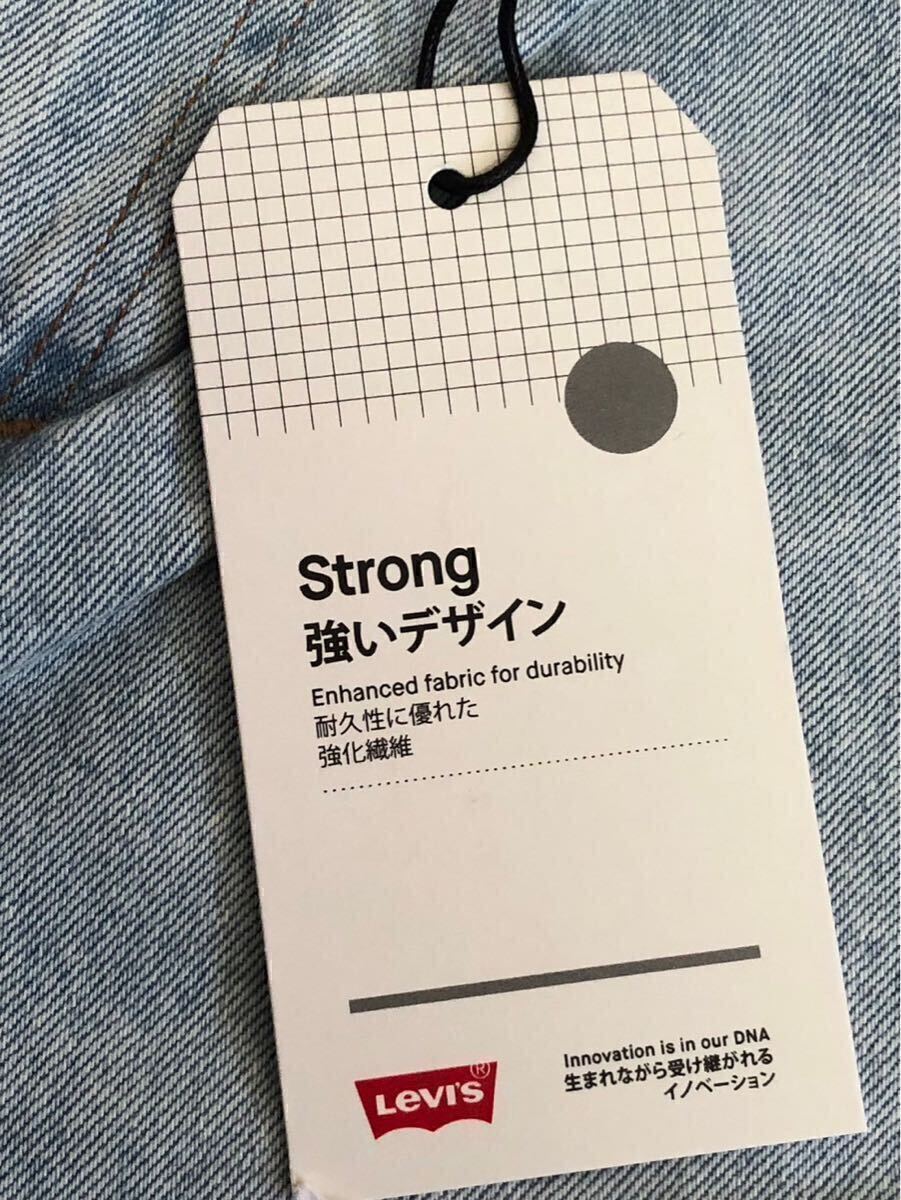 Strong
強いデザイン
Enhanced fabric for durability
耐久性に優れた
強化繊維
Levi's®
Innovation is in our DNA
生まれながら受け継がれる
イノベーション